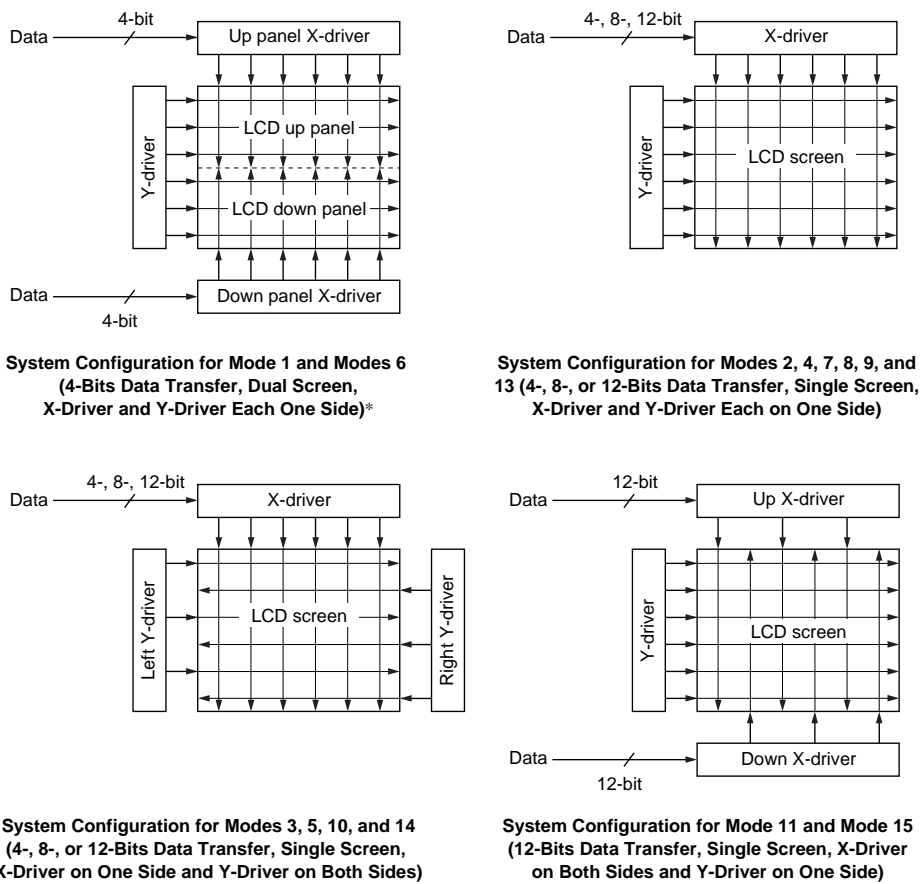 4-bit
Data
Up panel X-driver
Y-driver
LCD up panel
LCD down panel
Data
Down panel X-driver
4-bit
System Configuration for Mode 1 and Modes 6
(4-Bits Data Transfer, Dual Screen,
X-Driver and Y-Driver Each One Side)*
4-, 8-, 12-bit
Data
X-driver
Y-driver
LCD screen
System Configuration for Modes 2, 4, 7, 8, 9, and
13 (4-, 8-, or 12-Bits Data Transfer, Single Screen,
X-Driver and Y-Driver Each on One Side)
4-, 8-, 12-bit
Data
X-driver
Left Y-driver
LCD screen
Right Y-driver
System Configuration for Modes 3, 5, 10, and 14
(4-, 8-, or 12-Bits Data Transfer, Single Screen,
X-Driver on One Side and Y-Driver on Both Sides)
12-bit
Data
Up X-driver
Y-driver
LCD screen
Data
Down X-driver
12-bit
System Configuration for Mode 11 and Mode 15
(12-Bits Data Transfer, Single Screen, X-Driver
on Both Sides and Y-Driver on One Side)